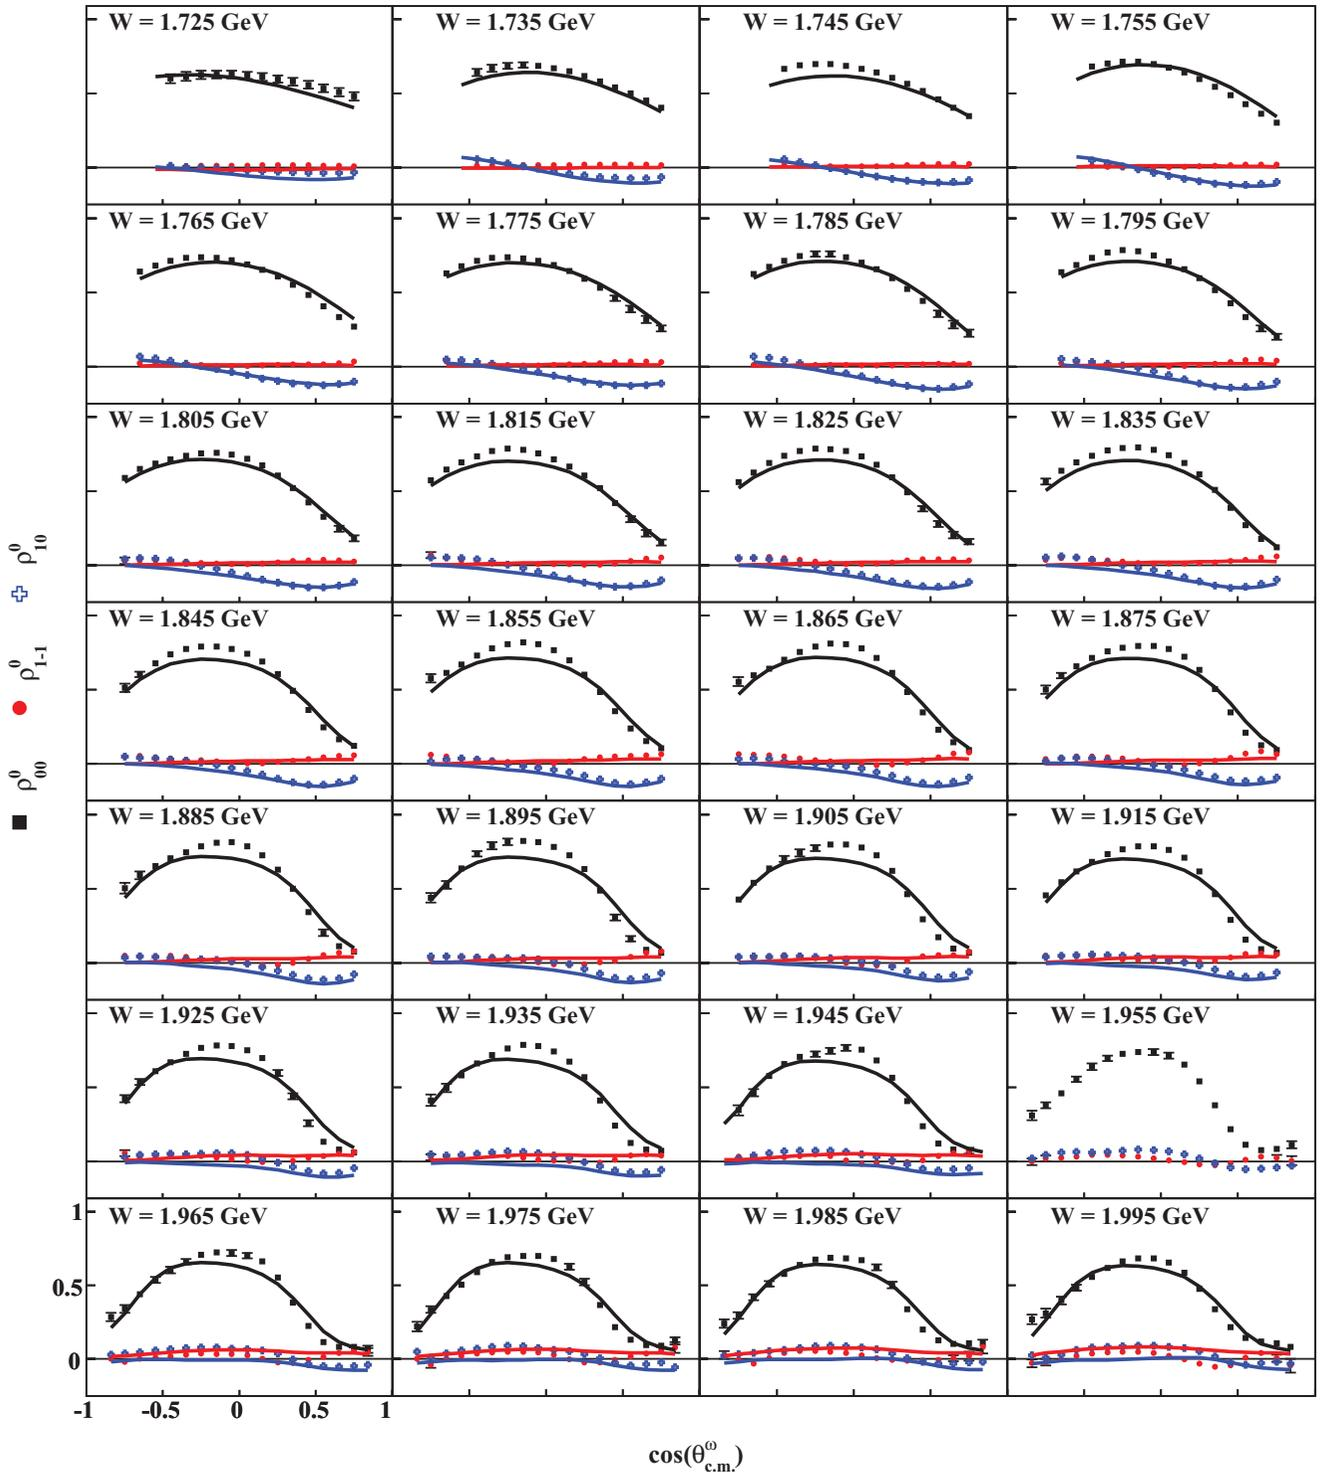 W = 1.725 GeV
W = 1.735 GeV
W = 1.745 GeV
W = 1.755 GeV
W = 1.765 GeV
W = 1.775 GeV
W = 1.785 GeV
W = 1.795 GeV
W = 1.805 GeV
W = 1.815 GeV
W = 1.825 GeV
W = 1.835 GeV
W = 1.845 GeV
W = 1.855 GeV
W = 1.865 GeV
W = 1.875 GeV
W = 1.885 GeV
W = 1.895 GeV
W = 1.905 GeV
W = 1.915 GeV
W = 1.925 GeV
W = 1.935 GeV
W = 1.945 GeV
W = 1.955 GeV
W = 1.965 GeV
W = 1.975 GeV
W = 1.985 GeV
W = 1.995 GeV
1
0.5
0
-1 -0.5 0 0.5 1
cos(θ^ω_c.m.)
■ ρ^0_00 ● ρ^0_1-1 ✚ ρ^0_10